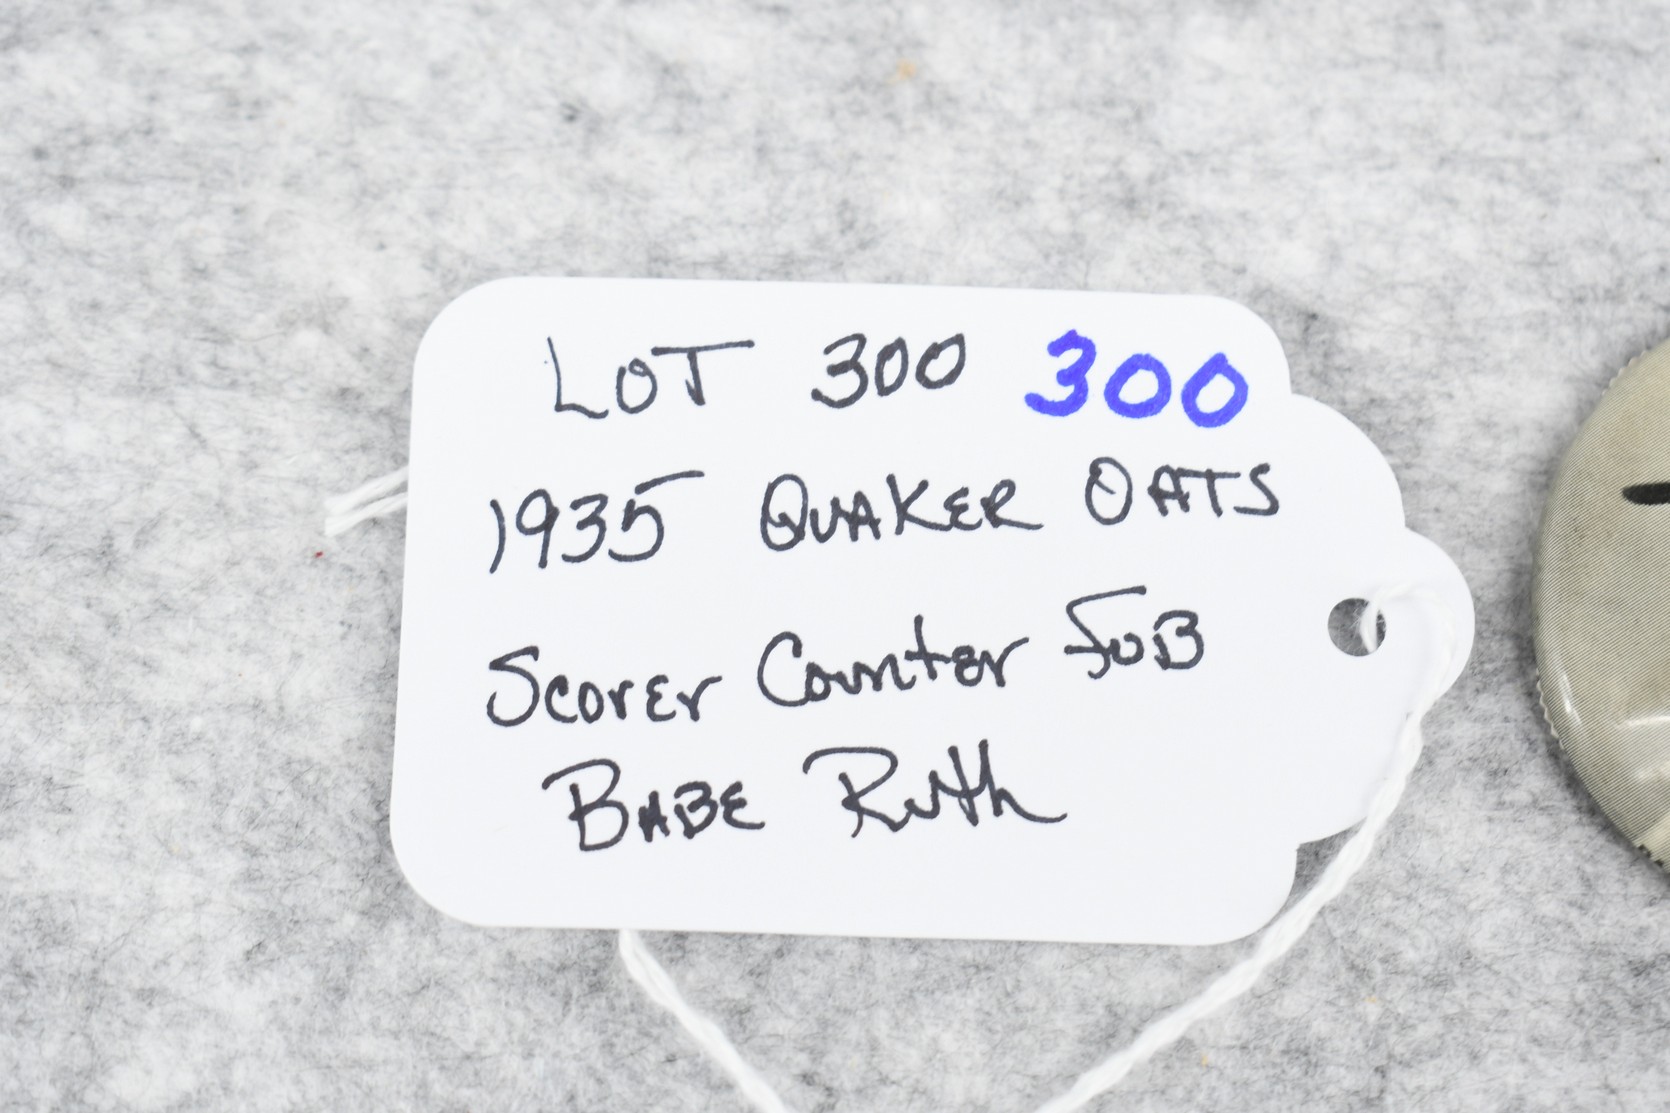 LOT 300 300
1935 QUAKER OATS
Scorer Counter FOB
BABE Ruth